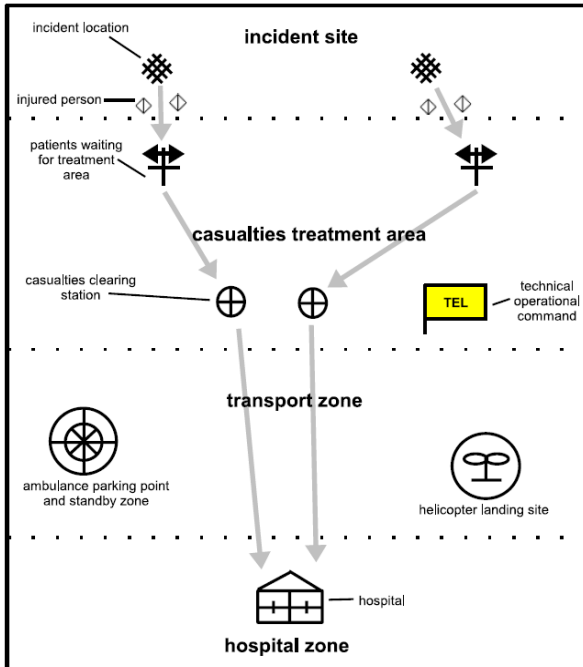 incident location
incident site
injured person
patients waiting
for treatment
area
casualties treatment area
casualties clearing
station
TEL
technical
operational
command
transport zone
ambulance parking point
and standby zone
helicopter landing site
hospital
hospital zone